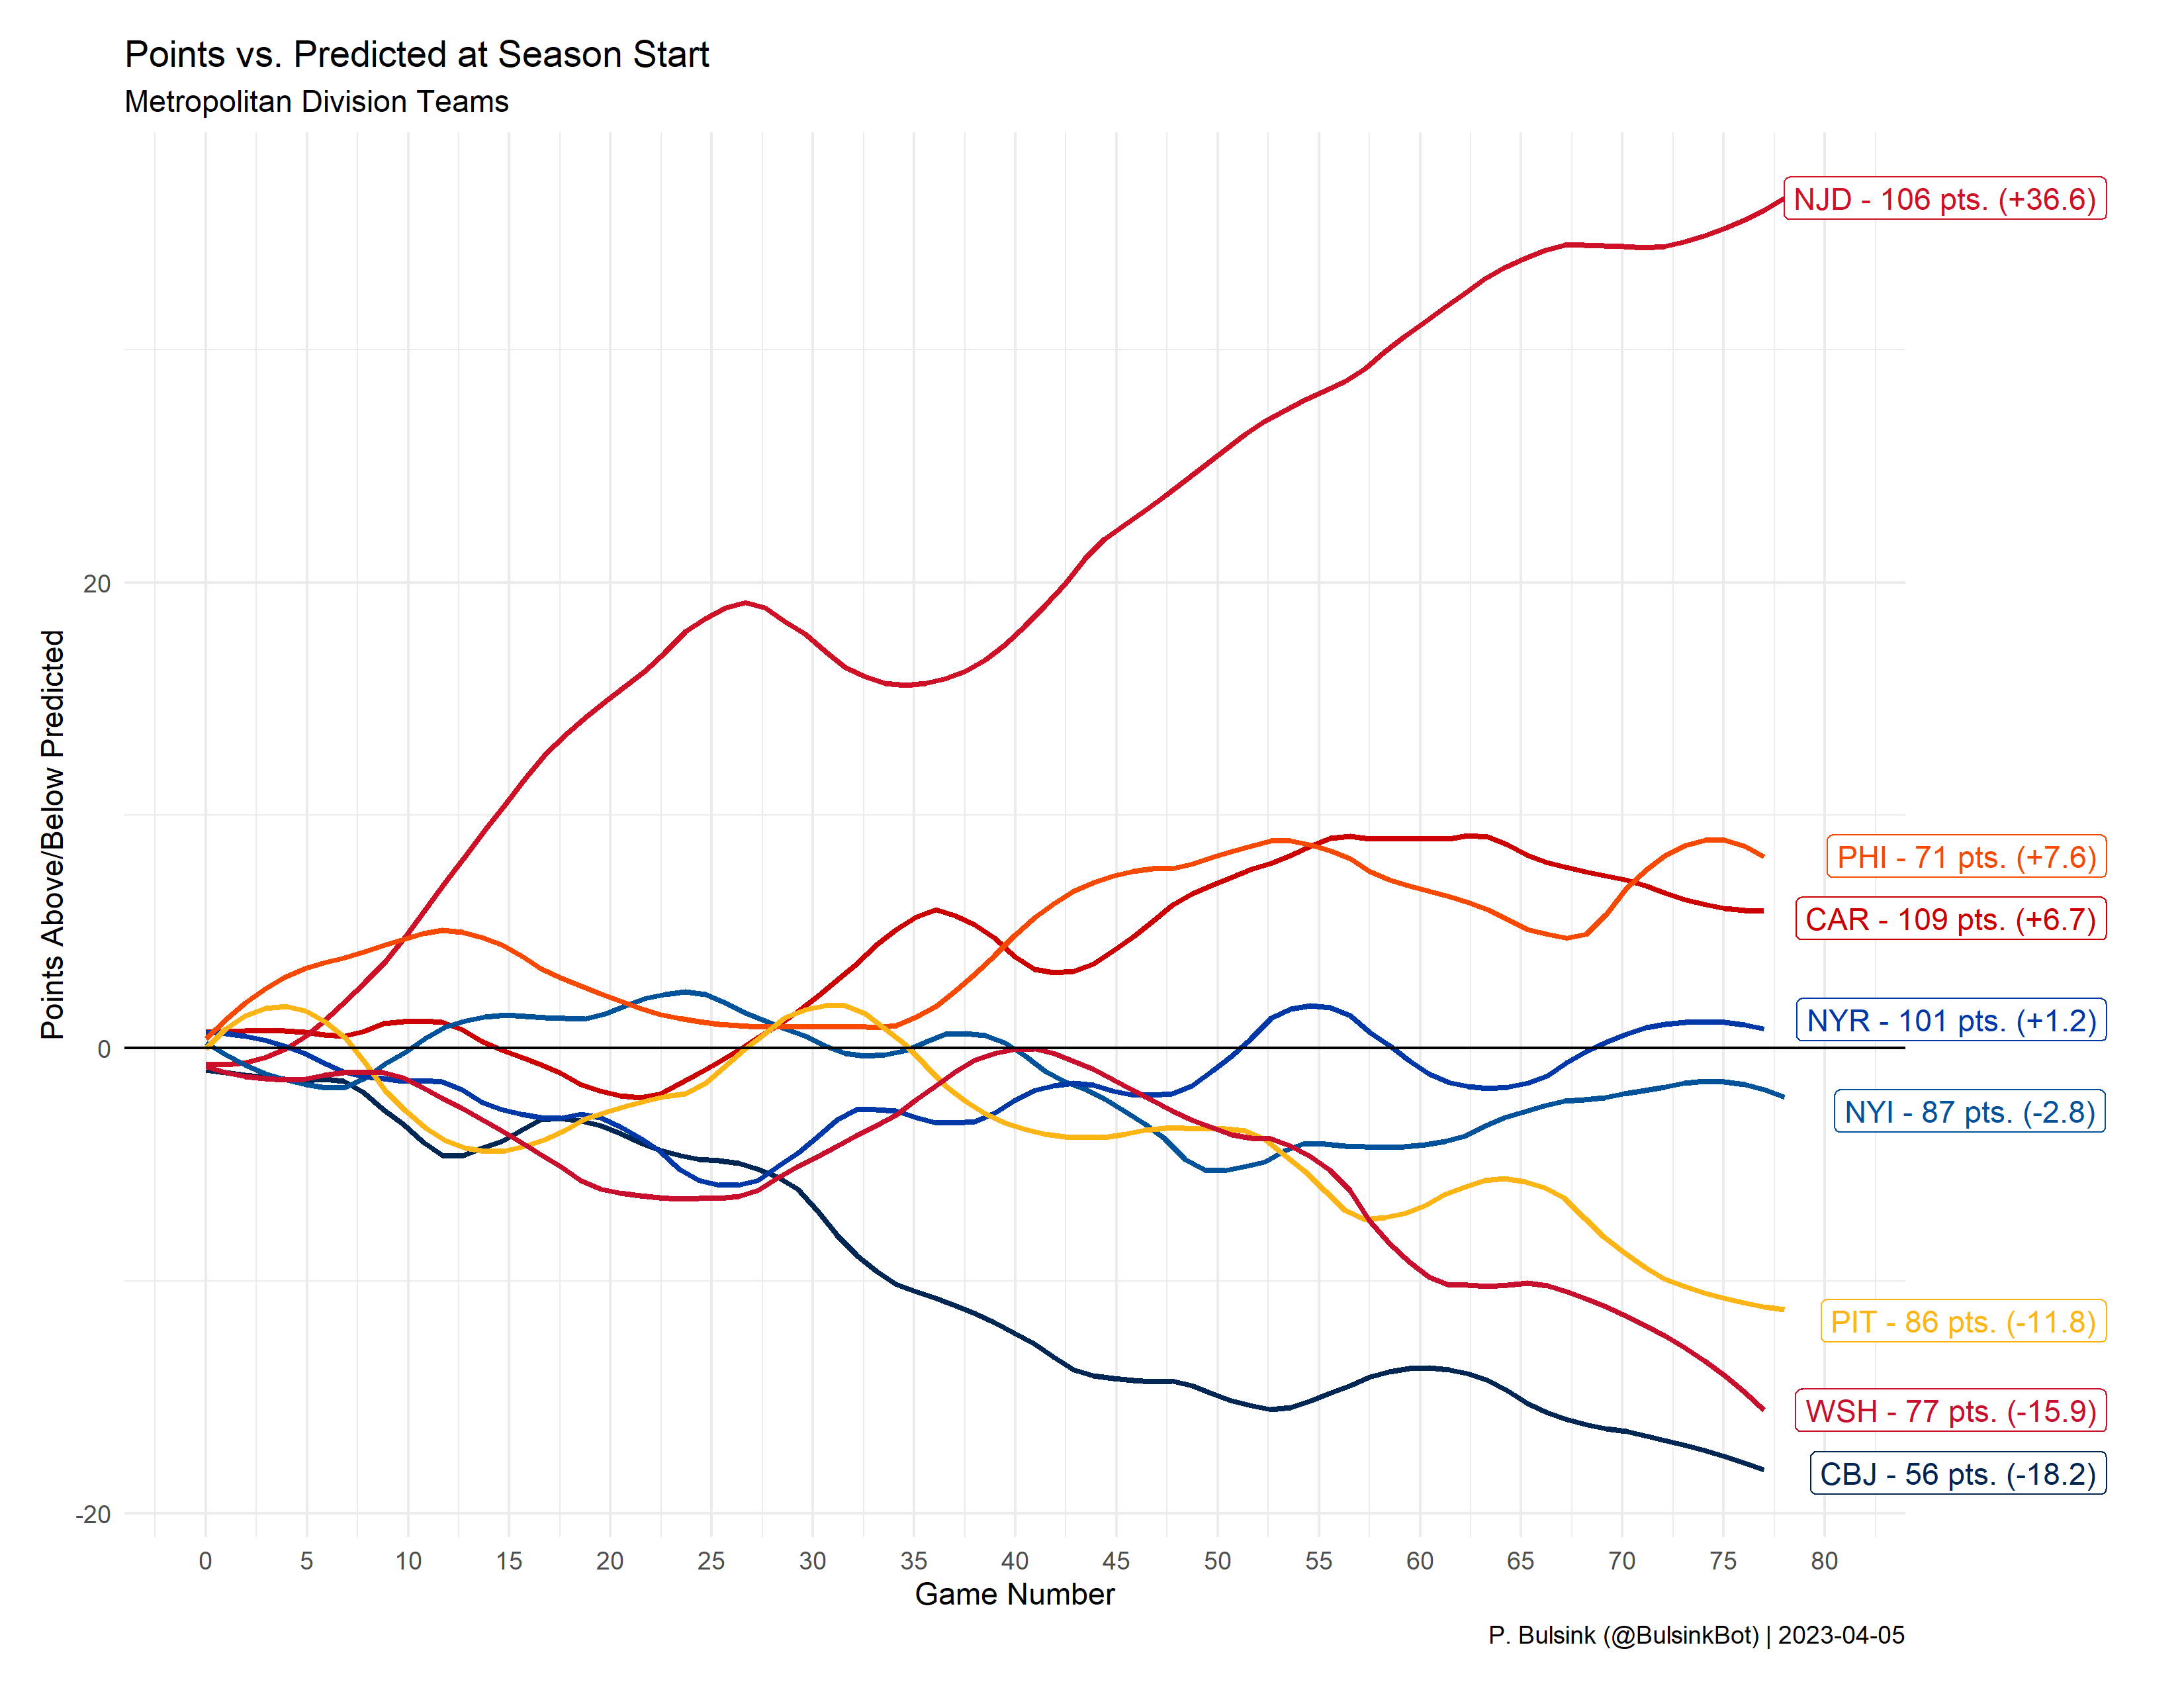 Points vs. Predicted at Season Start
Metropolitan Division Teams
Points Above/Below Predicted
20
0
-20
NJD - 106 pts. (+36.6)
PHI - 71 pts. (+7.6)
CAR - 109 pts. (+6.7)
NYR - 101 pts. (+1.2)
NYI - 87 pts. (-2.8)
PIT - 86 pts. (-11.8)
WSH - 77 pts. (-15.9)
CBJ - 56 pts. (-18.2)
0 5 10 15 20 25 30 35 40 45 50 55 60 65 70 75 80
Game Number
P. Bulsink (@BulsinkBot) | 2023-04-05